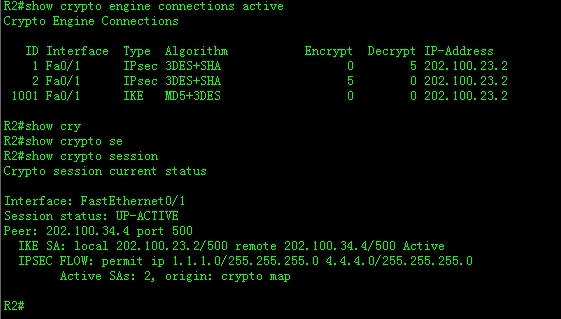 R2#show crypto engine connections active
Crypto Engine Connections
ID Interface Type Algorithm Encrypt Decrypt IP-Address
1 Fa0/1 IPsec 3DES+SHA 0 5 202.100.23.2
2 Fa0/1 IPsec 3DES+SHA 5 0 202.100.23.2
1001 Fa0/1 IKE MD5+3DES 0 0 202.100.23.2
R2#show cry
R2#show crypto se
R2#show crypto session
Crypto session current status
Interface: FastEthernet0/1
Session status: UP-ACTIVE
Peer: 202.100.34.4 port 500
IKE SA: local 202.100.23.2/500 remote 202.100.34.4/500 Active
IPSEC FLOW: permit ip 1.1.1.0/255.255.255.0 4.4.4.0/255.255.255.0
Active SAs: 2, origin: crypto map
R2#